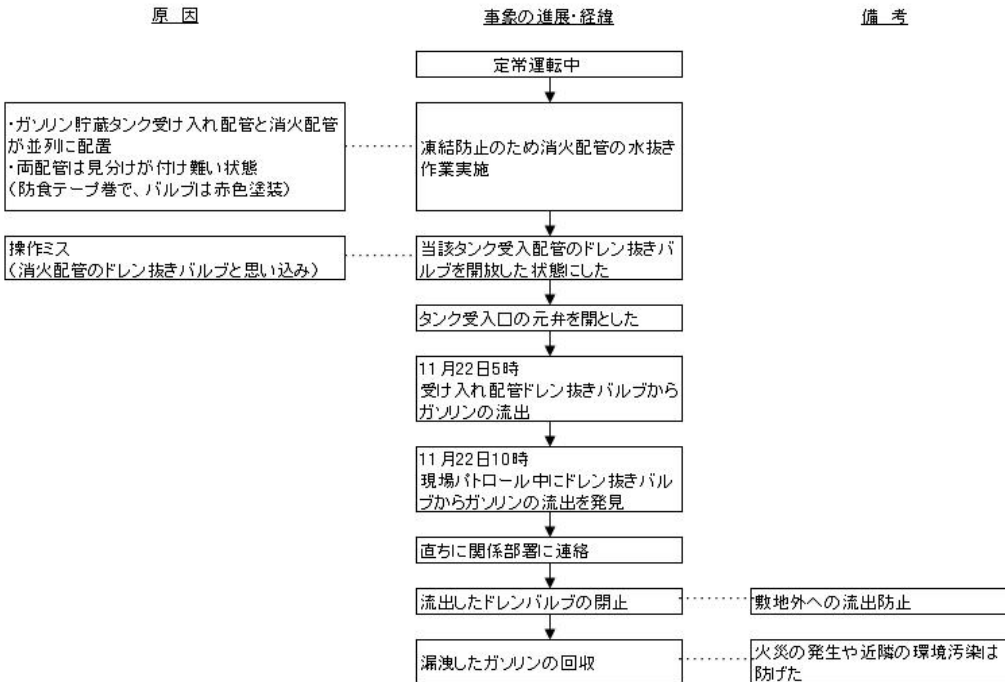 原 因
事象の進展・経緯
備 考
定常運転中
・ガソリン貯蔵タンク受け入れ配管と消火配管
が並列に配置
・両配管は見分けが付け難い状態
(防食テープ巻で、バルブは赤色塗装)
凍結防止のため消火配管の水抜き
作業実施
操作ミス
(消火配管のドレン抜きバルブと思い込み)
当該タンク受入配管のドレン抜きバ
ルブを開放した状態にした
タンク受入口の元弁を開とした
11月22日5時
受け入れ配管ドレン抜きバルブから
ガソリンの流出
11月22日10時
現場パトロール中にドレン抜きバル
ブからガソリンの流出を発見
直ちに関係部署に連絡
流出したドレンバルブの閉止
敷地外への流出防止
漏洩したガソリンの回収
火災の発生や近隣の環境汚染は
防げた